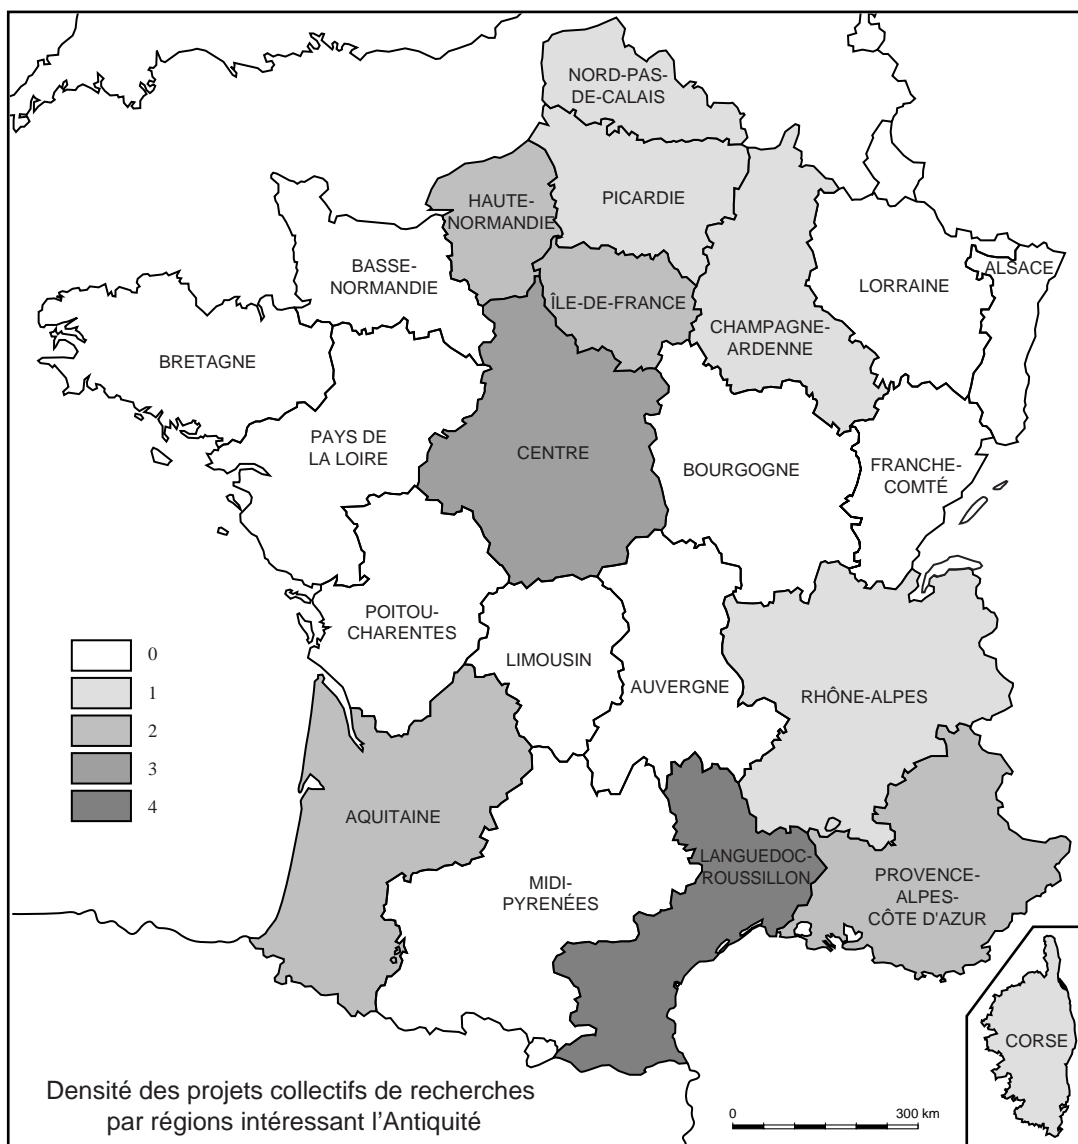 NORD-PAS-
DE-CALAIS
PICARDIE
HAUTE-
NORMANDIE
BASSE-
NORMANDIE
ÎLE-DE-FRANCE
CHAMPAGNE-
ARDENNE
LORRAINE
ALSACE
BRETAGNE
PAYS DE
LA LOIRE
CENTRE
BOURGOGNE
FRANCHE-
COMTÉ
POITOU-
CHARENTES
LIMOUSIN
AUVERGNE
RHÔNE-ALPES
AQUITAINE
MIDI-
PYRENÉES
LANGUEDOC-
ROUSSILLON
PROVENCE-
ALPES-
CÔTE D'AZUR
CORSE
0
1
2
3
4
Densité des projets collectifs de recherches
par régions intéressant l'Antiquité
0 300 km